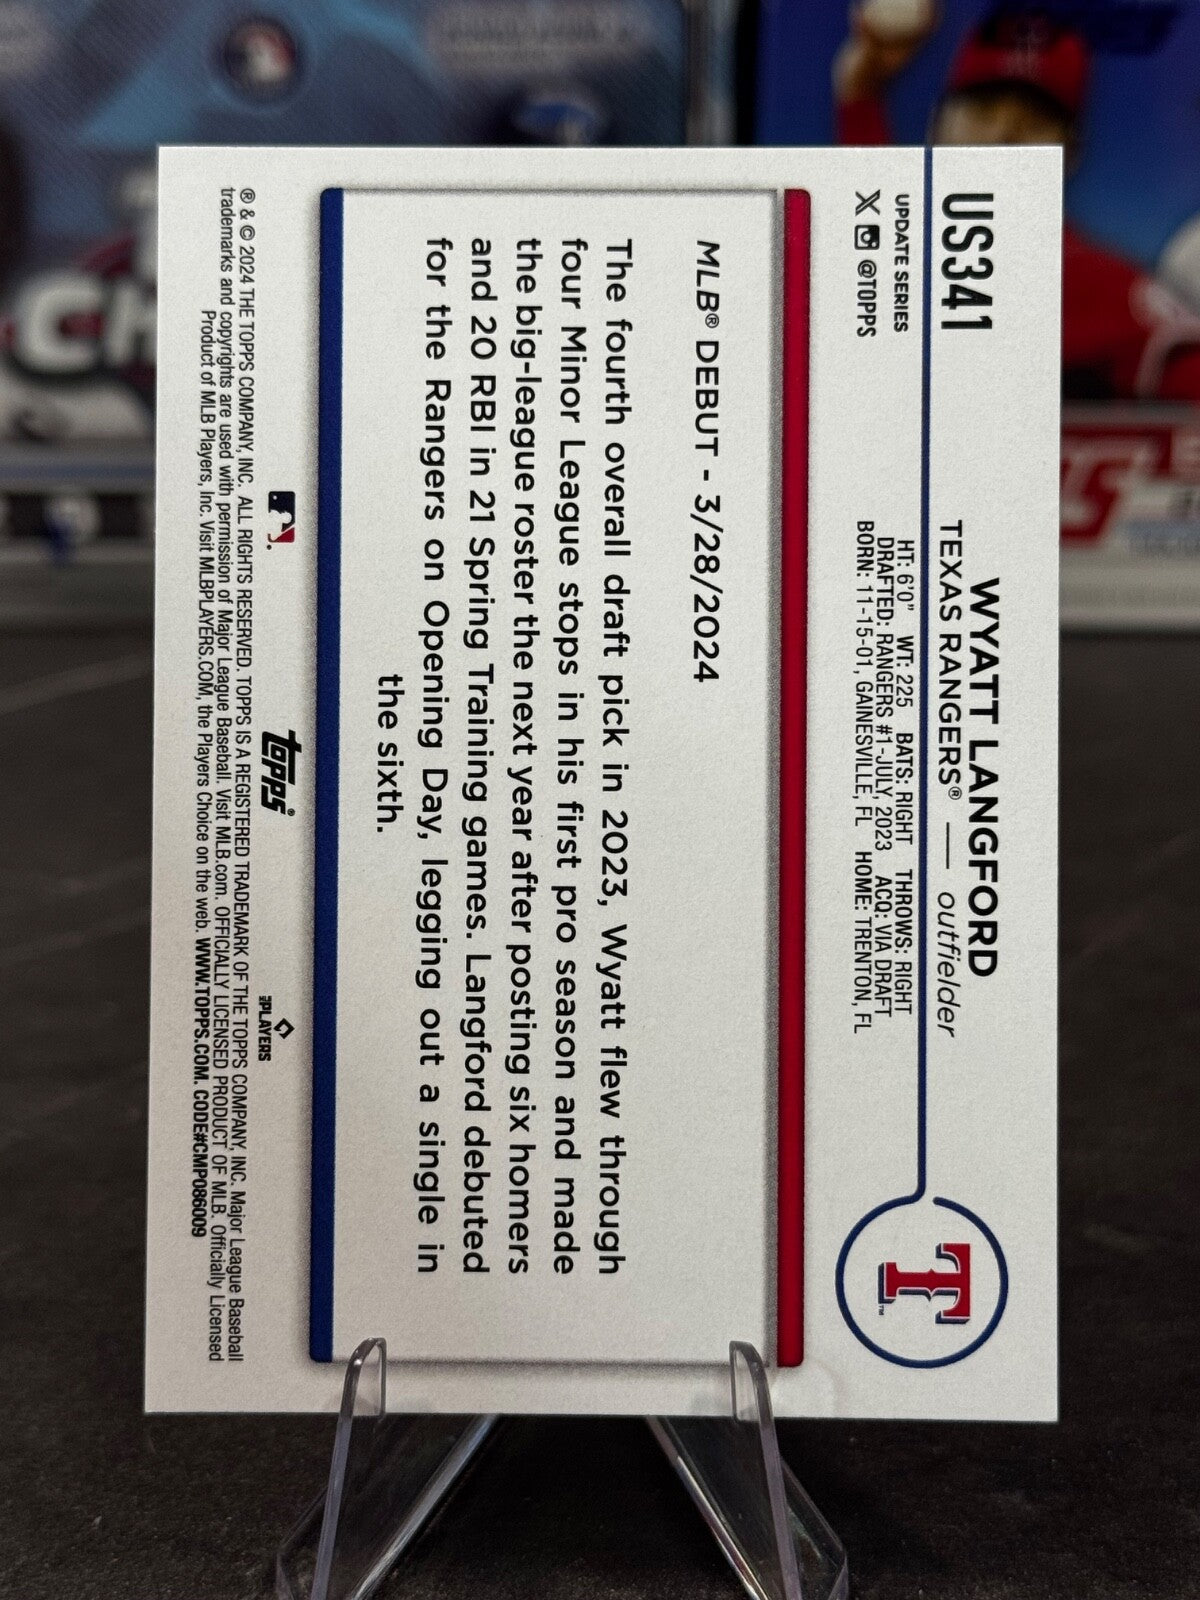 US341
UPDATE SERIES
X @TOPPS
WYATT LANGFORD
TEXAS RANGERS® — outfielder
HT: 6'0" WT: 225 BATS: RIGHT THROWS: RIGHT
DRAFTED: RANGERS #1-JULY, 2023 ACQ: VIA DRAFT
BORN: 11-15-01, GAINESVILLE, FL HOME: TRENTON, FL
T™
MLB® DEBUT - 3/28/2024
The fourth overall draft pick in 2023, Wyatt flew through
four Minor League stops in his first pro season and made
the big-league roster the next year after posting six homers
and 20 RBI in 21 Spring Training games. Langford debuted
for the Rangers on Opening Day, legging out a single in
the sixth.
topps®
PLAYERS
® & © 2024 THE TOPPS COMPANY, INC. ALL RIGHTS RESERVED. TOPPS IS A REGISTERED TRADEMARK OF THE TOPPS COMPANY, INC. Major League Baseball
trademarks and copyrights are used with permission of Major League Baseball. Visit MLB.com. OFFICIALLY LICENSED PRODUCT OF MLB. Officially Licensed
Product of MLB Players, Inc. Visit MLBPLAYERS.COM, the Players Choice on the web. WWW.TOPPS.COM. CODE#CMP086009